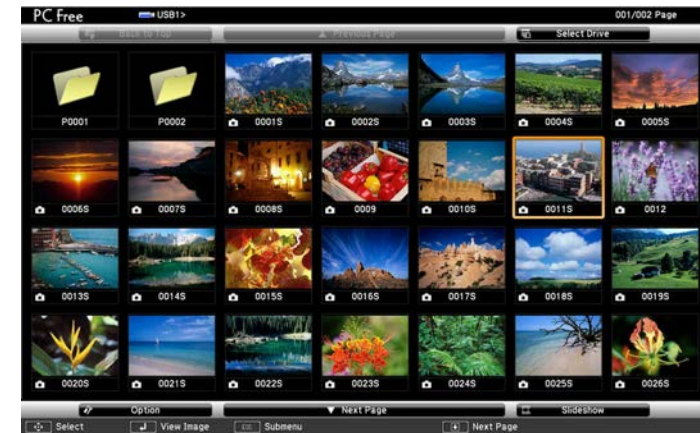 PC Free USB1> 001/002 Page
Back to Top Previous Page Select Drive
P0001 P0002 0001S 0002S 0003S 0004S 0005S
0006S 0007S 0008S 0009 0010S 0011S 0012
0013S 0014S 0015S 0016S 0017S 0018S 0019S
0020S 0021S 0022S 0023S 0024S 0025S 0026S
Option Next Page Slideshow
Select View Image Esc Submenu Next Page